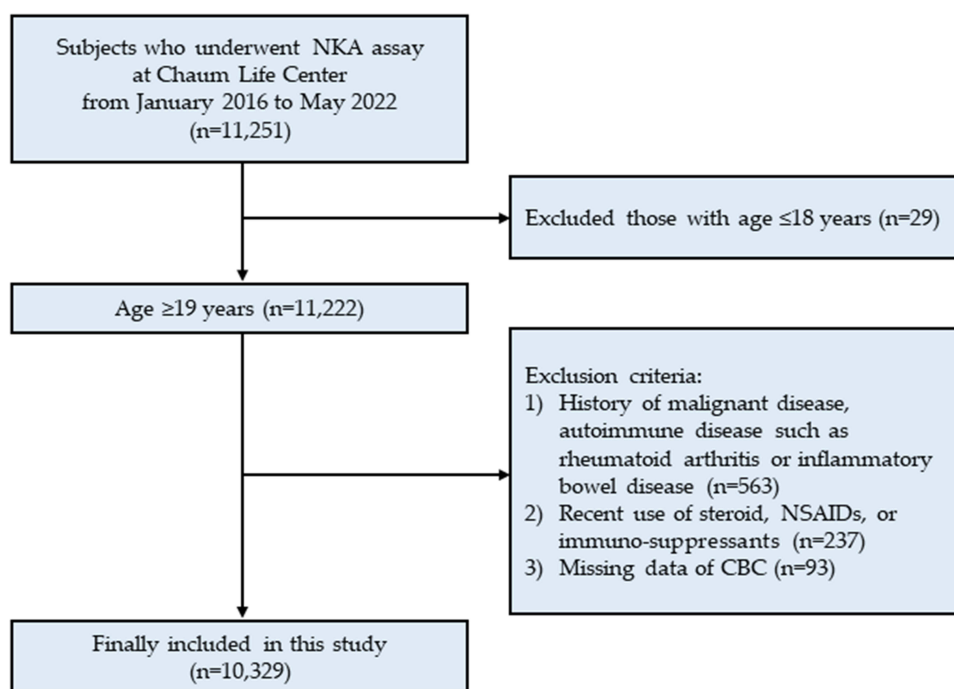 Subjects who underwent NKA assay
at Chaum Life Center
from January 2016 to May 2022
(n=11,251)
Excluded those with age ≤18 years (n=29)
Age ≥19 years (n=11,222)
Exclusion criteria:
1) History of malignant disease,
autoimmune disease such as
rheumatoid arthritis or inflammatory
bowel disease (n=563)
2) Recent use of steroid, NSAIDs, or
immuno-suppressants (n=237)
3) Missing data of CBC (n=93)
Finally included in this study
(n=10,329)